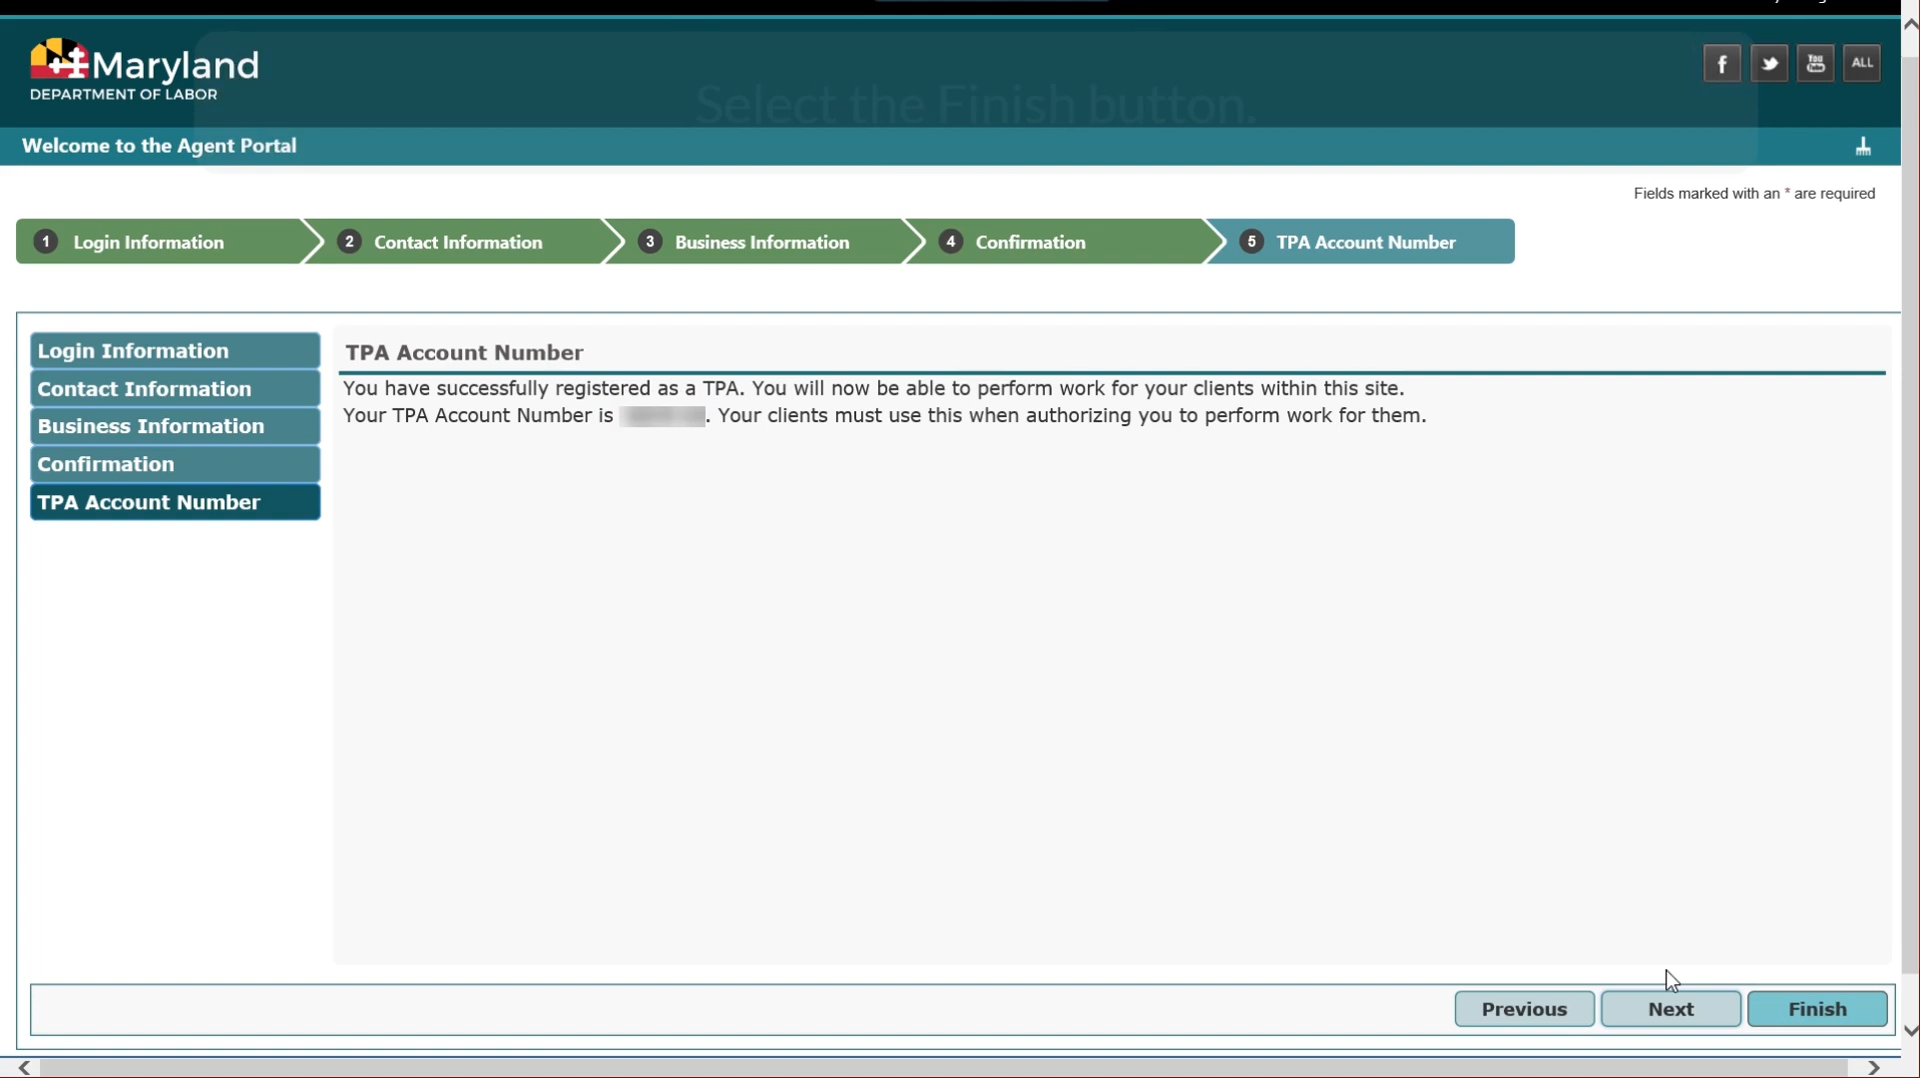 Maryland
DEPARTMENT OF LABOR
Select the Finish button.
f You Tube ALL
Welcome to the Agent Portal
Fields marked with an * are required
1 Login Information 2 Contact Information 3 Business Information 4 Confirmation 5 TPA Account Number
Login Information
Contact Information
Business Information
Confirmation
TPA Account Number
TPA Account Number
You have successfully registered as a TPA. You will now be able to perform work for your clients within this site.
Your TPA Account Number is . Your clients must use this when authorizing you to perform work for them.
Previous Next Finish